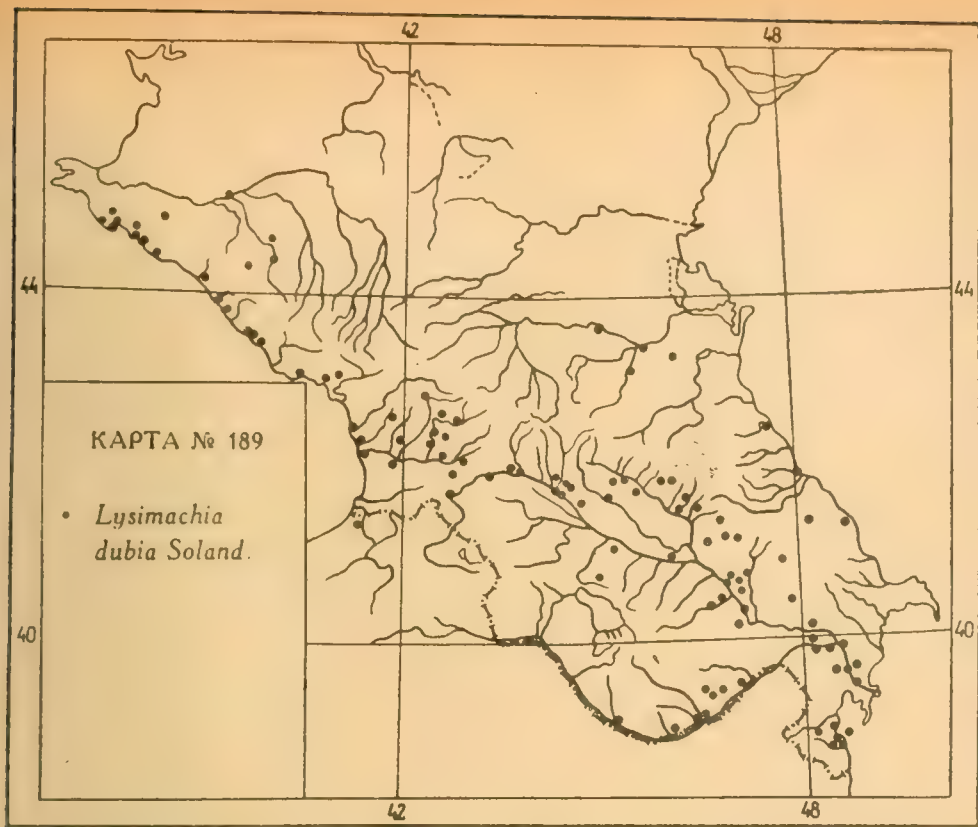 42 48
44 44
КАРТА № 189
• Lysimachia
dubia Soland.
40 40
42 48